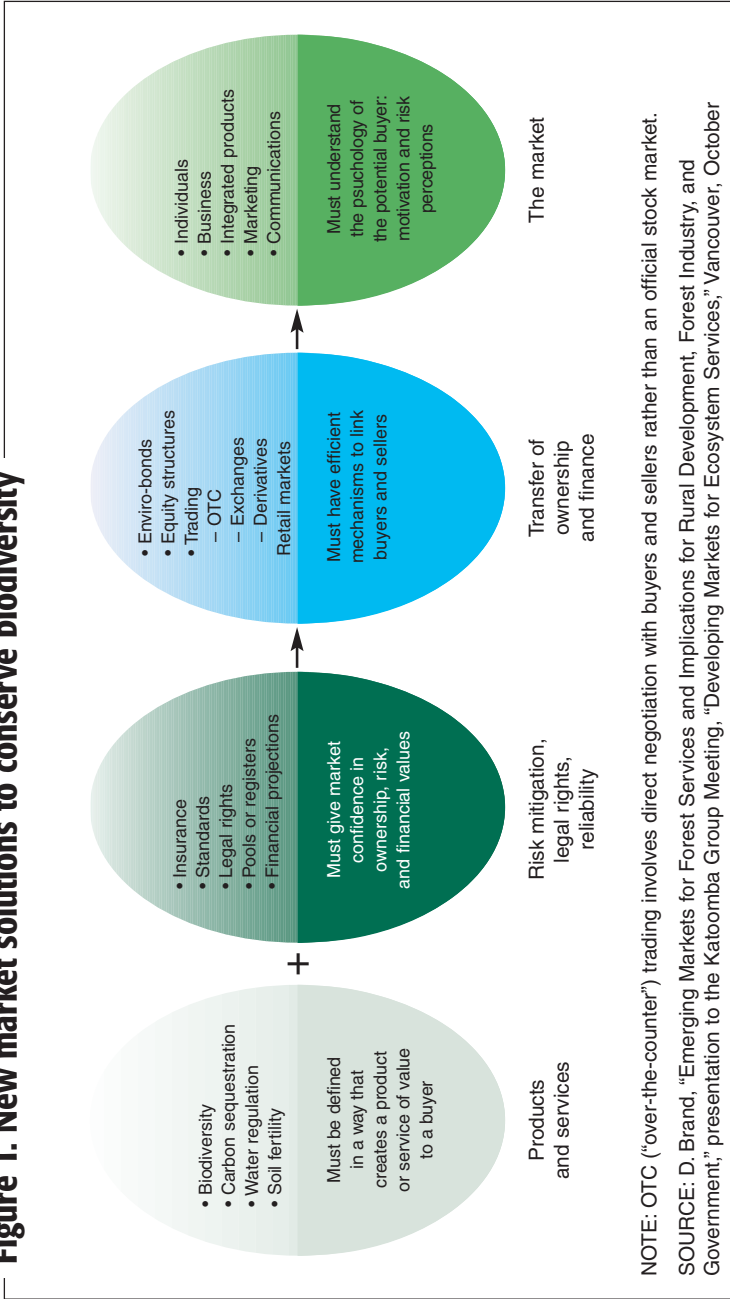 Figure 1. New market solutions to conserve biodiversity
• Biodiversity
• Carbon sequestration
• Water regulation
• Soil fertility
Must be defined
in a way that
creates a product
or service of value
to a buyer
Products
and services
+
• Insurance
• Standards
• Legal rights
• Pools or registers
• Financial projections
Must give market
confidence in
ownership, risk,
and financial values
Risk mitigation,
legal rights,
reliability
• Enviro-bonds
• Equity structures
• Trading
– OTC
– Exchanges
– Derivatives
Retail markets
Must have efficient
mechanisms to link
buyers and sellers
Transfer of
ownership
and finance
• Individuals
• Business
• Integrated products
• Marketing
• Communications
Must understand
the psuchology of
the potential buyer:
motivation and risk
perceptions
The market
NOTE: OTC (“over-the-counter”) trading involves direct negotiation with buyers and sellers rather than an official stock market.
SOURCE: D. Brand, “Emerging Markets for Forest Services and Implications for Rural Development, Forest Industry, and
Government,” presentation to the Katoomba Group Meeting, “Developing Markets for Ecosystem Services,” Vancouver, October